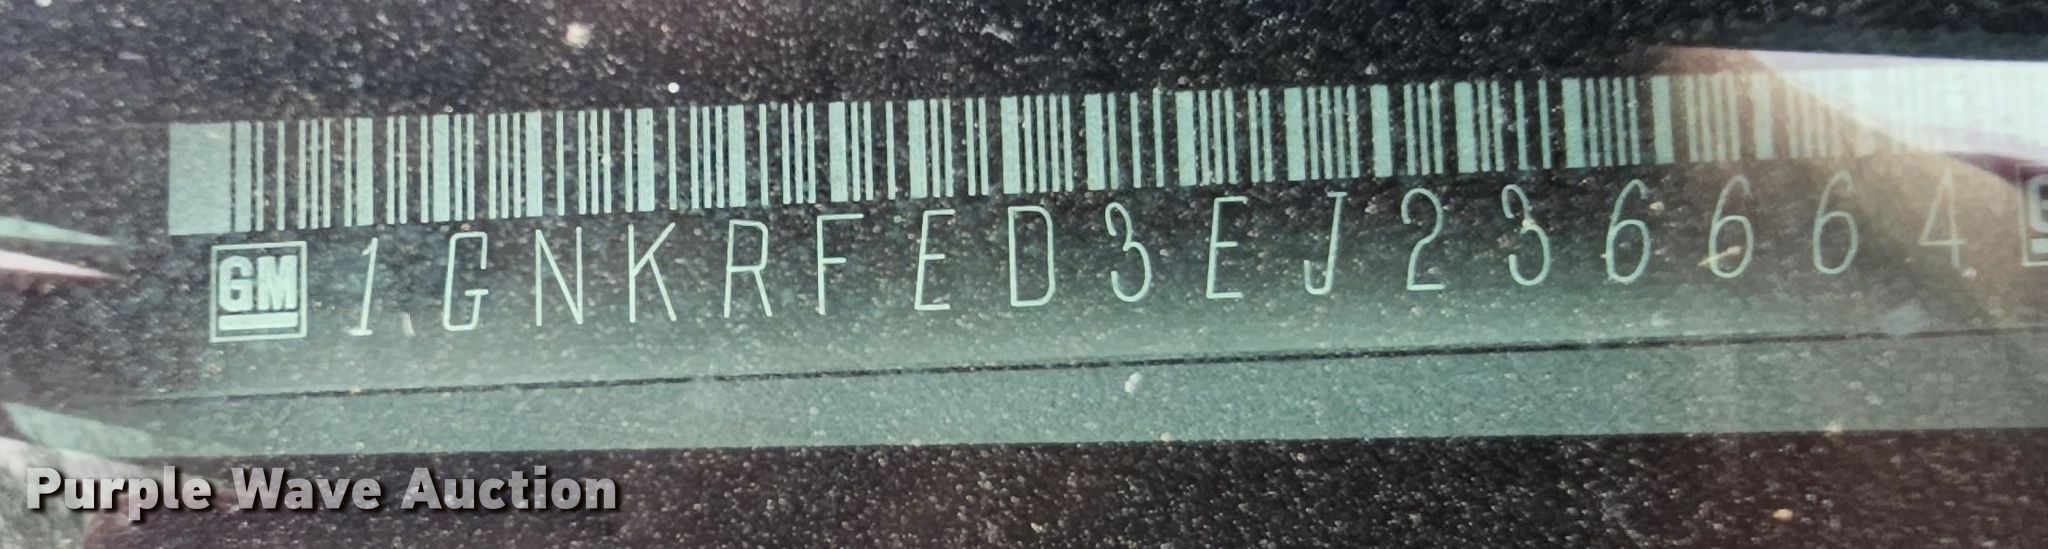 GM 1GNKRFED3EJ236664
Purple Wave Auction